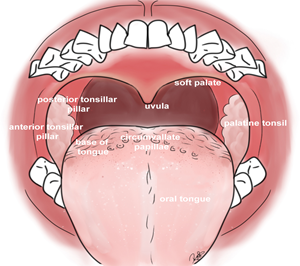 soft palate
posterior tonsillar
pillar
uvula
palatine tonsil
anterior tonsillar
pillar
base of
tongue
circumvallate
papillae
oral tongue